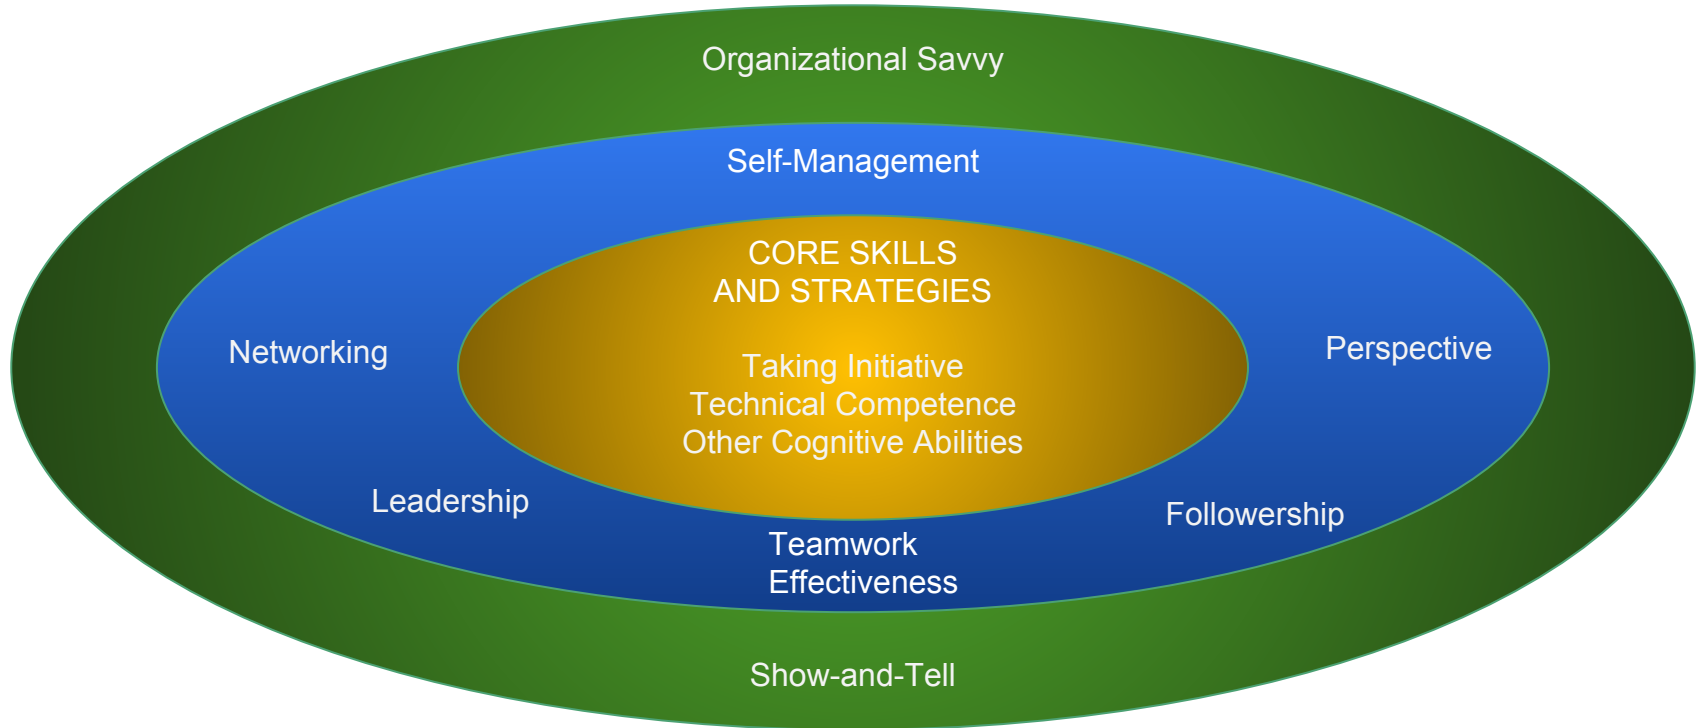 Organizational Savvy
Self-Management
CORE SKILLS
AND STRATEGIES
Networking
Perspective
Taking Initiative
Technical Competence
Other Cognitive Abilities
Leadership
Followership
Teamwork
Effectiveness
Show-and-Tell